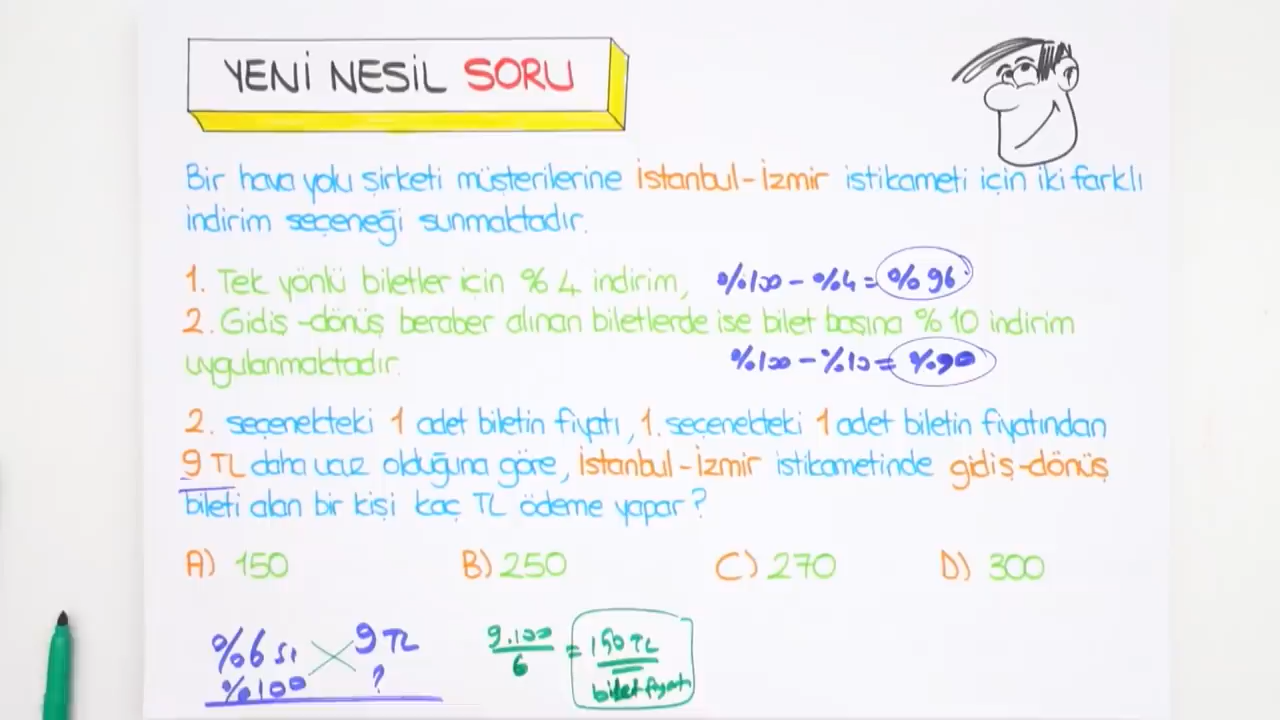 YENİ NESİL SORU
Bir hava yolu şirketi müşterilerine İstanbul-İzmir istikameti için iki farklı
indirim seçeneği sunmaktadır.
1. Tek yönlü biletler için % 4 indirim, %100 - %4 = %96
2. Gidiş-dönüş beraber alınan biletlerde ise bilet başına % 10 indirim
uygulanmaktadır. %100 - %10 = %90
2. seçenekteki 1 adet biletin fiyatı, 1. seçenekteki 1 adet biletin fiyatından
9 TL daha ucuz olduğuna göre, İstanbul-İzmir istikametinde gidiş-dönüş
bileti alan bir kişi kaç TL ödeme yapar?
A) 150 B) 250 C) 270 D) 300
%6 sı 9 TL
%100 ?
9.100
6
= 150 TL
bilet fiyatı